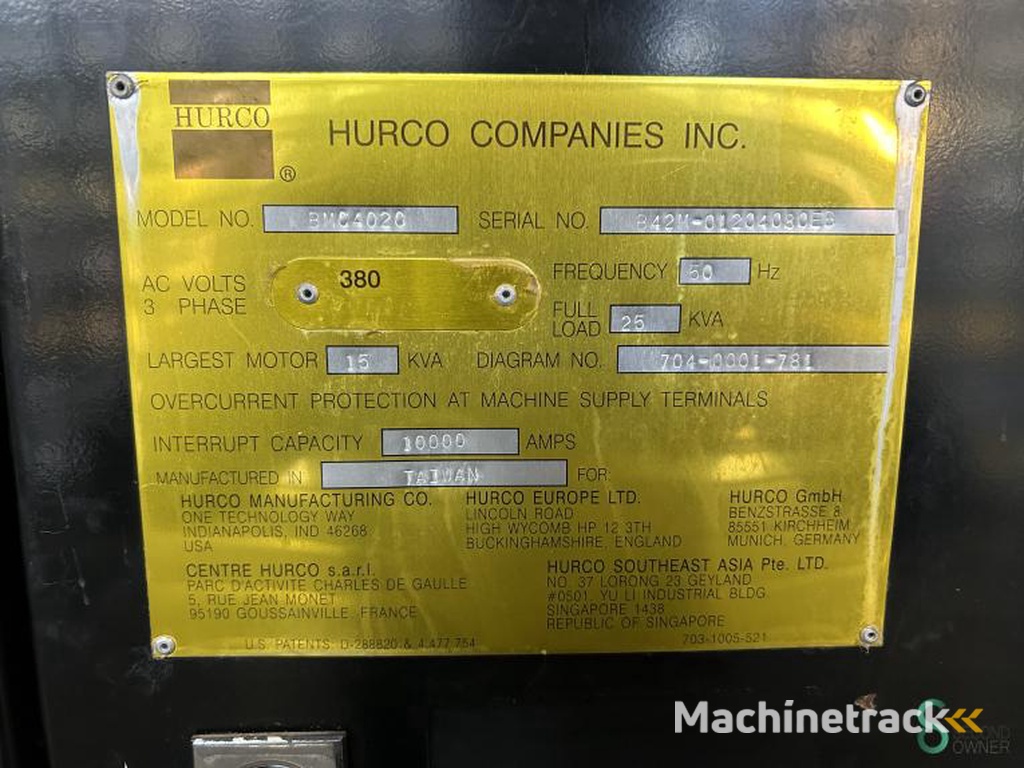 HURCO
®
HURCO COMPANIES INC.
MODEL NO. BMC4020 SERIAL NO. B42M-01204080EB
AC VOLTS 380 FREQUENCY 50 Hz
3 PHASE
FULL
LOAD 25 KVA
LARGEST MOTOR 15 KVA DIAGRAM NO. 704-0001-781
OVERCURRENT PROTECTION AT MACHINE SUPPLY TERMINALS
INTERRUPT CAPACITY 10000 AMPS
MANUFACTURED IN TAIWAN FOR:
HURCO MANUFACTURING CO.
ONE TECHNOLOGY WAY
INDIANAPOLIS, IND 46268
USA
HURCO EUROPE LTD.
LINCOLN ROAD
HIGH WYCOMB HP 12 3TH
BUCKINGHAMSHIRE, ENGLAND
HURCO GmbH
BENZSTRASSE 8
85551 KIRCHHEIM
MUNICH, GERMANY
CENTRE HURCO s.a.r.l.
PARC D'ACTIVITE CHARLES DE GAULLE
5, RUE JEAN MONET
95190 GOUSSAINVILLE, FRANCE
HURCO SOUTHEAST ASIA Pte. LTD.
NO. 37 LORONG 23 GEYLAND
#0501, YU LI INDUSTRIAL BLDG.
SINGAPORE 1438
REPUBLIC OF SINGAPORE
U.S. PATENTS: D-288820 & 4,477,754
703-1005-521
Machinetrack
SECOND
OWNER